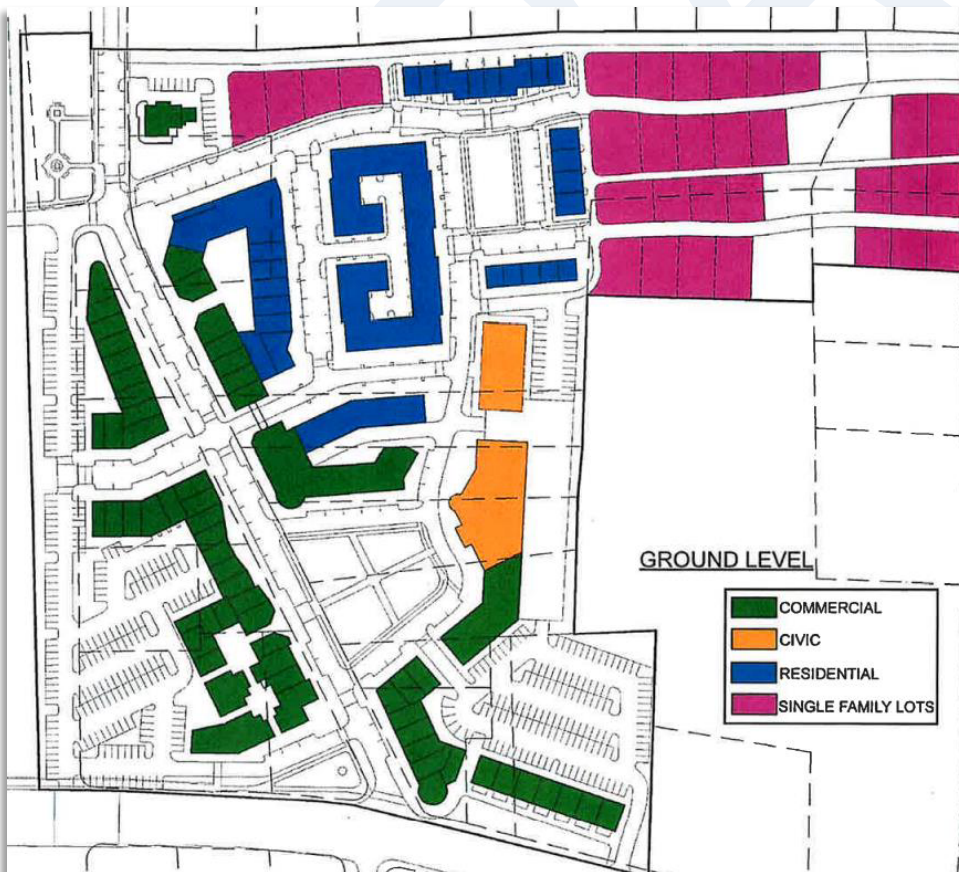 GROUND LEVEL
COMMERCIAL
CIVIC
RESIDENTIAL
SINGLE FAMILY LOTS